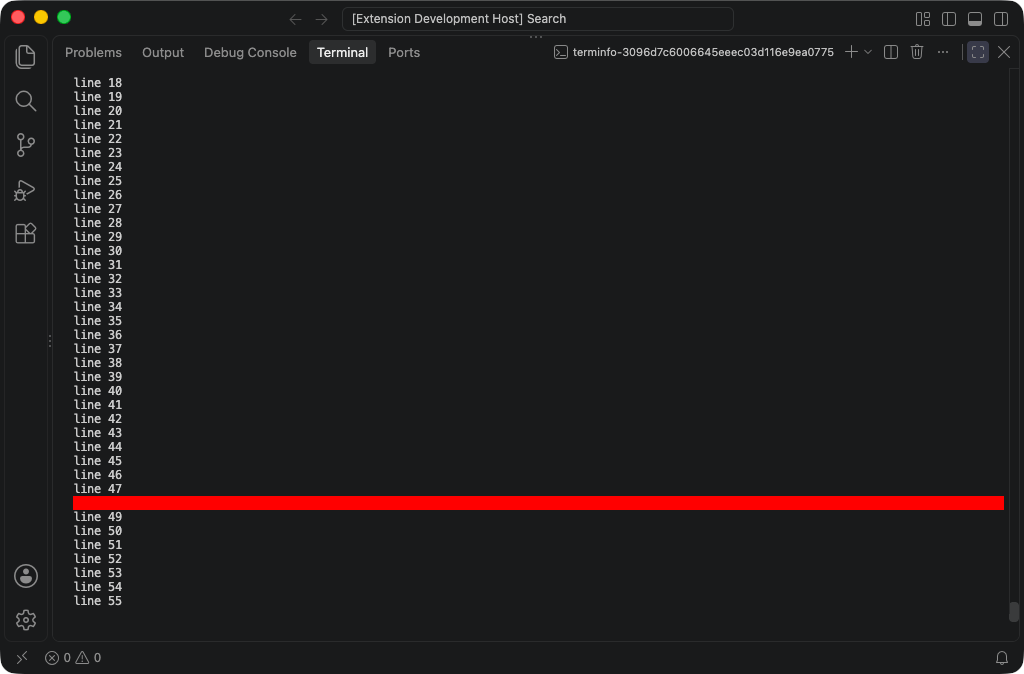 [Extension Development Host] Search
Problems Output Debug Console Terminal Ports terminfo-3096d7c6006645eeec03d116e9ea0775
line 18
line 19
line 20
line 21
line 22
line 23
line 24
line 25
line 26
line 27
line 28
line 29
line 30
line 31
line 32
line 33
line 34
line 35
line 36
line 37
line 38
line 39
line 40
line 41
line 42
line 43
line 44
line 45
line 46
line 47
line 49
line 50
line 51
line 52
line 53
line 54
line 55
0 0